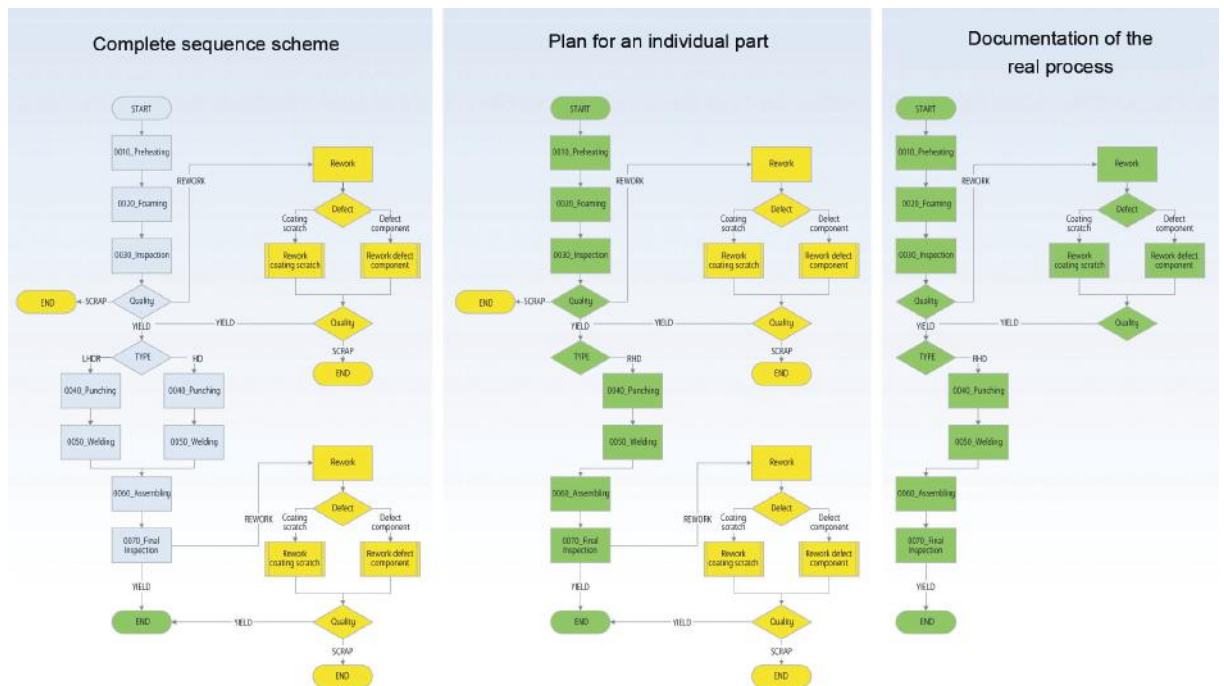 Complete sequence scheme
START
0010_Preheating
0020_Foaming
0030_Inspection
Quality
SCRAP
END
REWORK
Rework
Defect
Coating
scratch
Defect
component
Rework
coating scratch
Rework defect
component
Quality
YIELD
YIELD
SCRAP
END
TYPE
LHDR
HD
0040_Punching
0040_Punching
0050_Welding
0050_Welding
0060_Assembling
0070_Final
Inspection
REWORK
Rework
Defect
Coating
scratch
Defect
component
Rework
coating scratch
Rework defect
component
YIELD
END
YIELD
Quality
SCRAP
END
Plan for an individual part
START
0010_Preheating
0020_Foaming
0030_Inspection
Quality
SCRAP
END
REWORK
Rework
Defect
Coating
scratch
Defect
component
Rework
coating scratch
Rework defect
component
Quality
YIELD
YIELD
SCRAP
END
TYPE
RHD
0040_Punching
0050_Welding
0060_Assembling
0070_Final
Inspection
REWORK
Rework
Defect
Coating
scratch
Defect
component
Rework
coating scratch
Rework defect
component
YIELD
END
YIELD
Quality
SCRAP
END
Documentation of the
real process
START
0010_Preheating
0020_Foaming
0030_Inspection
Quality
REWORK
Rework
Defect
Coating
scratch
Defect
component
Rework
coating scratch
Rework defect
component
Quality
YIELD
YIELD
TYPE
RHD
0040_Punching
0050_Welding
0060_Assembling
0070_Final
Inspection
YIELD
END